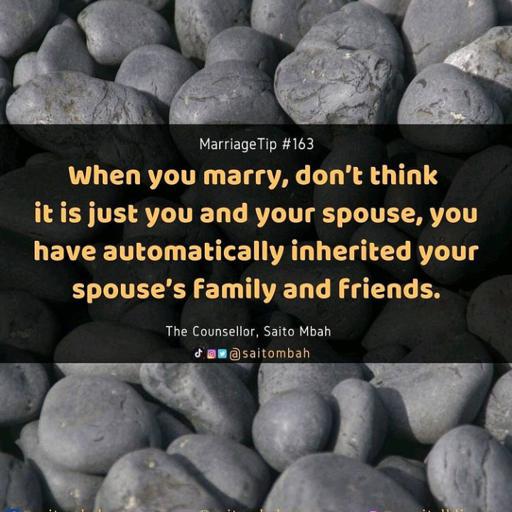 MarriageTip #163
When you marry, don't think
it is just you and your spouse, you
have automatically inherited your
spouse's family and friends.
The Counsellor, Saito Mbah
@saitombah